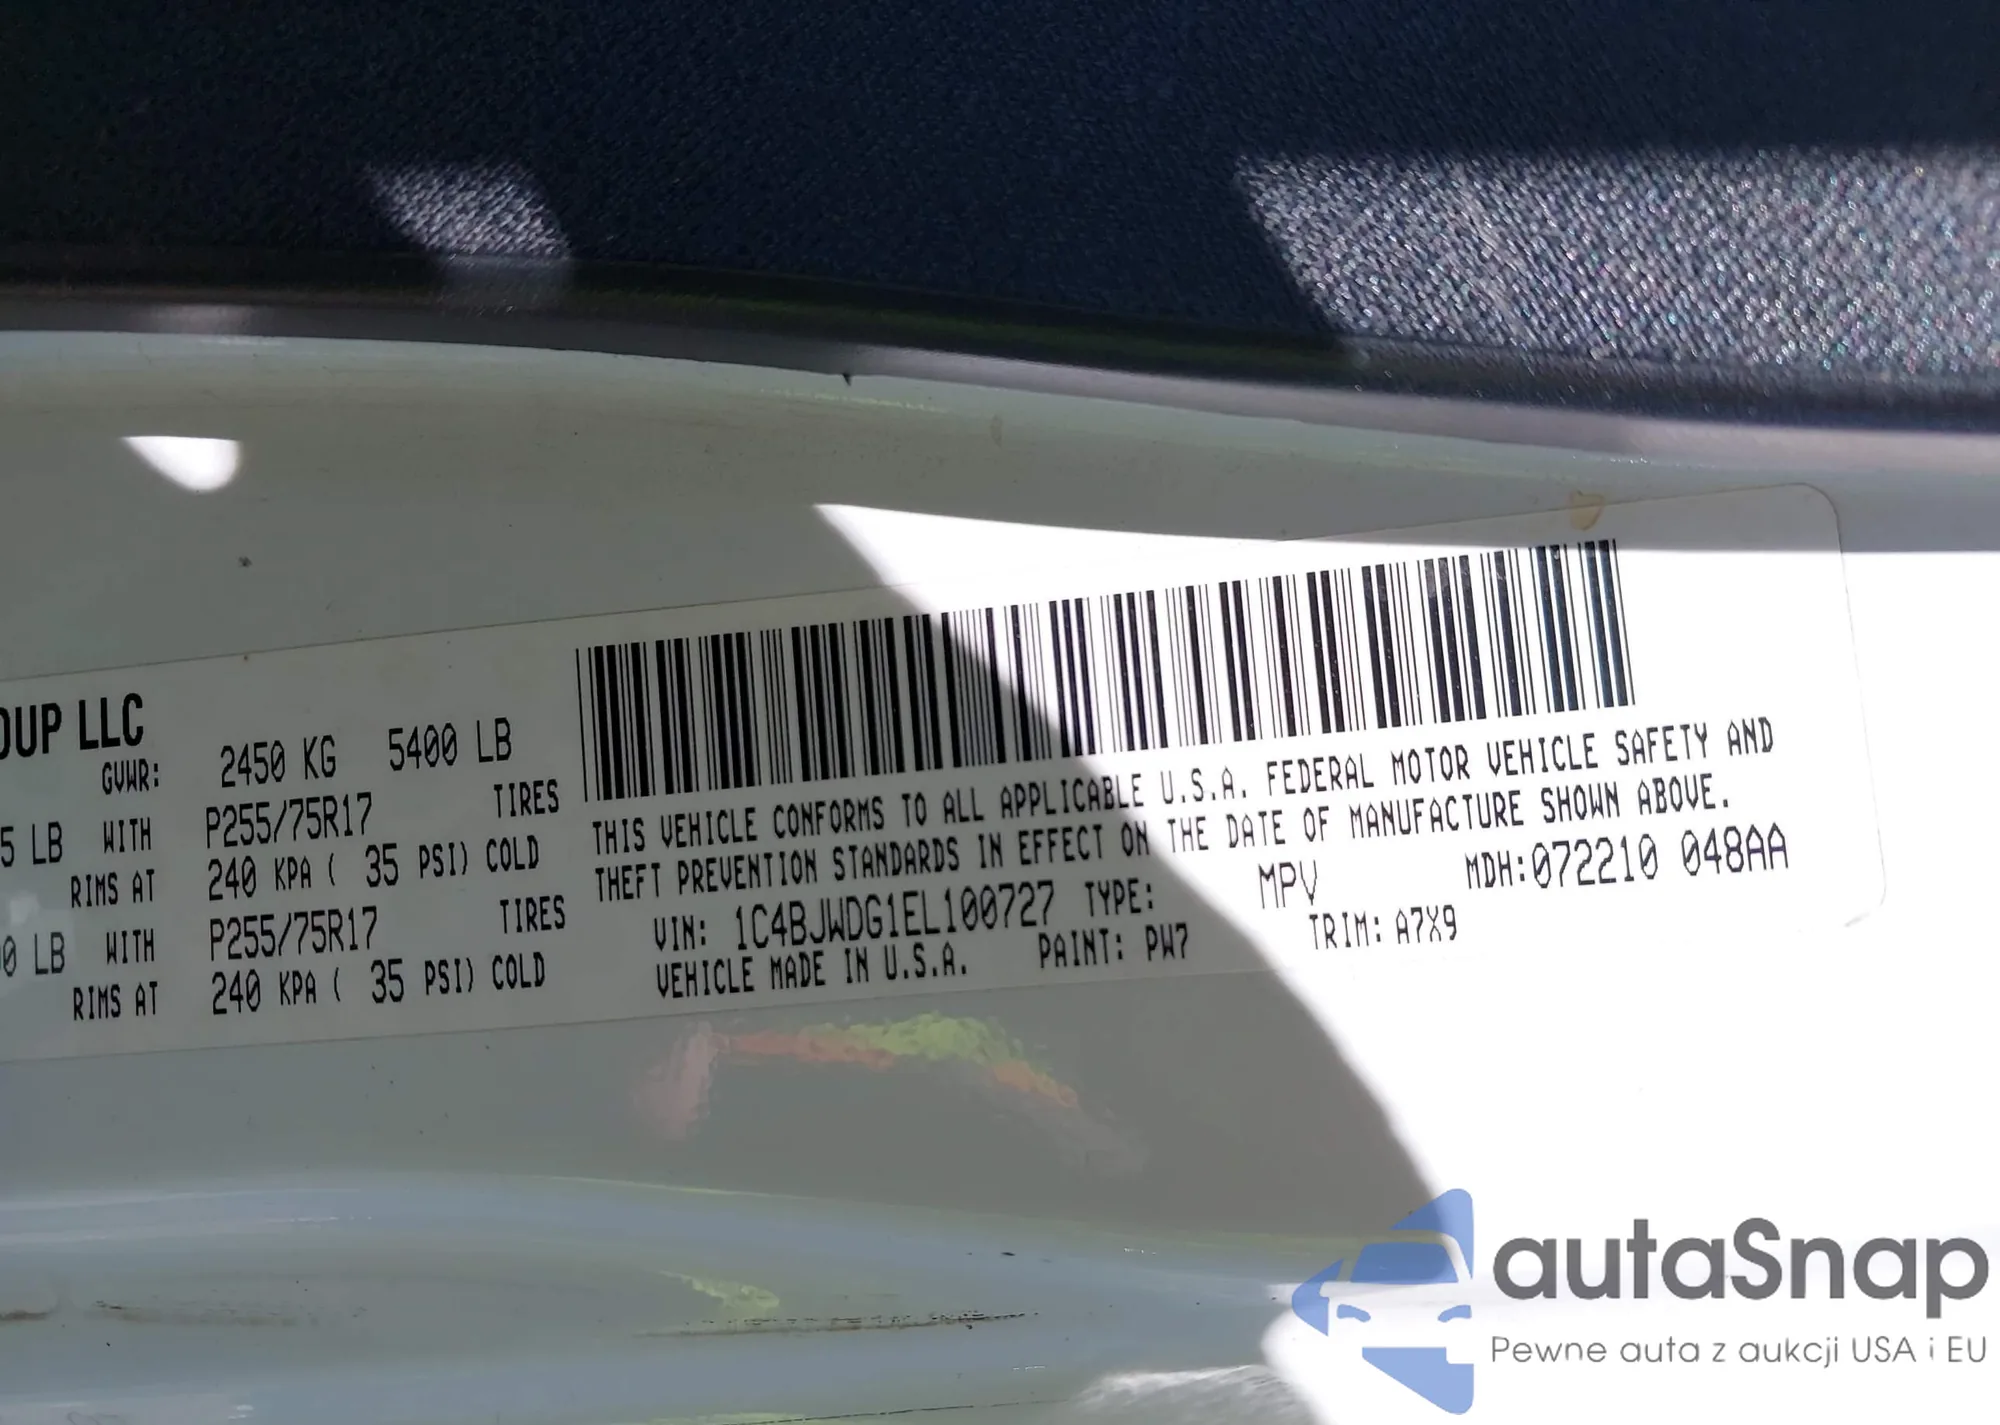 OUP LLC
GVWR: 2450 KG 5400 LB
5 LB WITH P255/75R17 TIRES
RIMS AT 240 KPA ( 35 PSI) COLD
0 LB WITH P255/75R17 TIRES
RIMS AT 240 KPA ( 35 PSI) COLD
THIS VEHICLE CONFORMS TO ALL APPLICABLE U.S.A. FEDERAL MOTOR VEHICLE SAFETY AND
THEFT PREVENTION STANDARDS IN EFFECT ON THE DATE OF MANUFACTURE SHOWN ABOVE.
VIN: 1C4BJWDG1EL100727 TYPE: MPV MDH:072210 048AA
VEHICLE MADE IN U.S.A. PAINT: PW7 TRIM: A7X9
autaSnap
Pewne auta z aukcji USA i EU